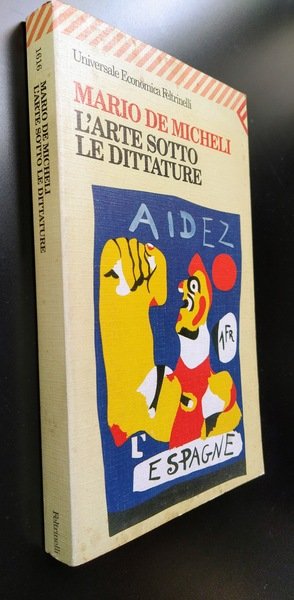 Universale Economica Feltrinelli
MARIO DE MICHELI
L'ARTE SOTTO
LE DITTATURE
AIDEZ
1FR
L'
ESPAGNE
1616
MARIO DE MICHELI
L'ARTE SOTTO LE DITTATURE
Feltrinelli